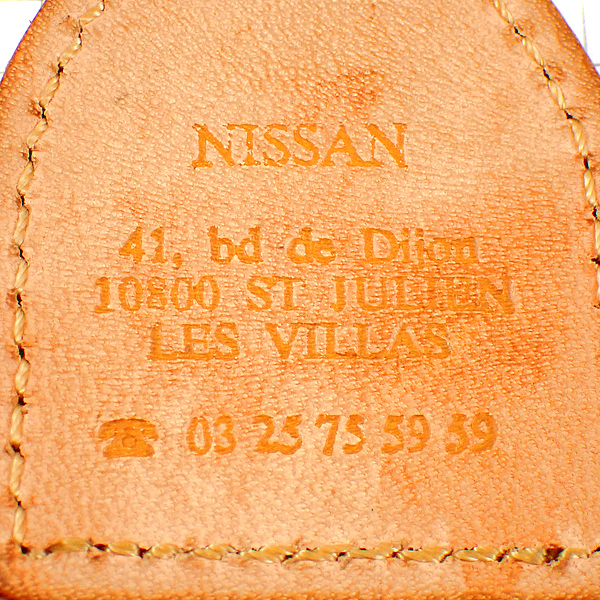 NISSAN
41, bd de Dijon
10800 ST JULIEN
LES VILLAS
☎ 03 25 75 59 59